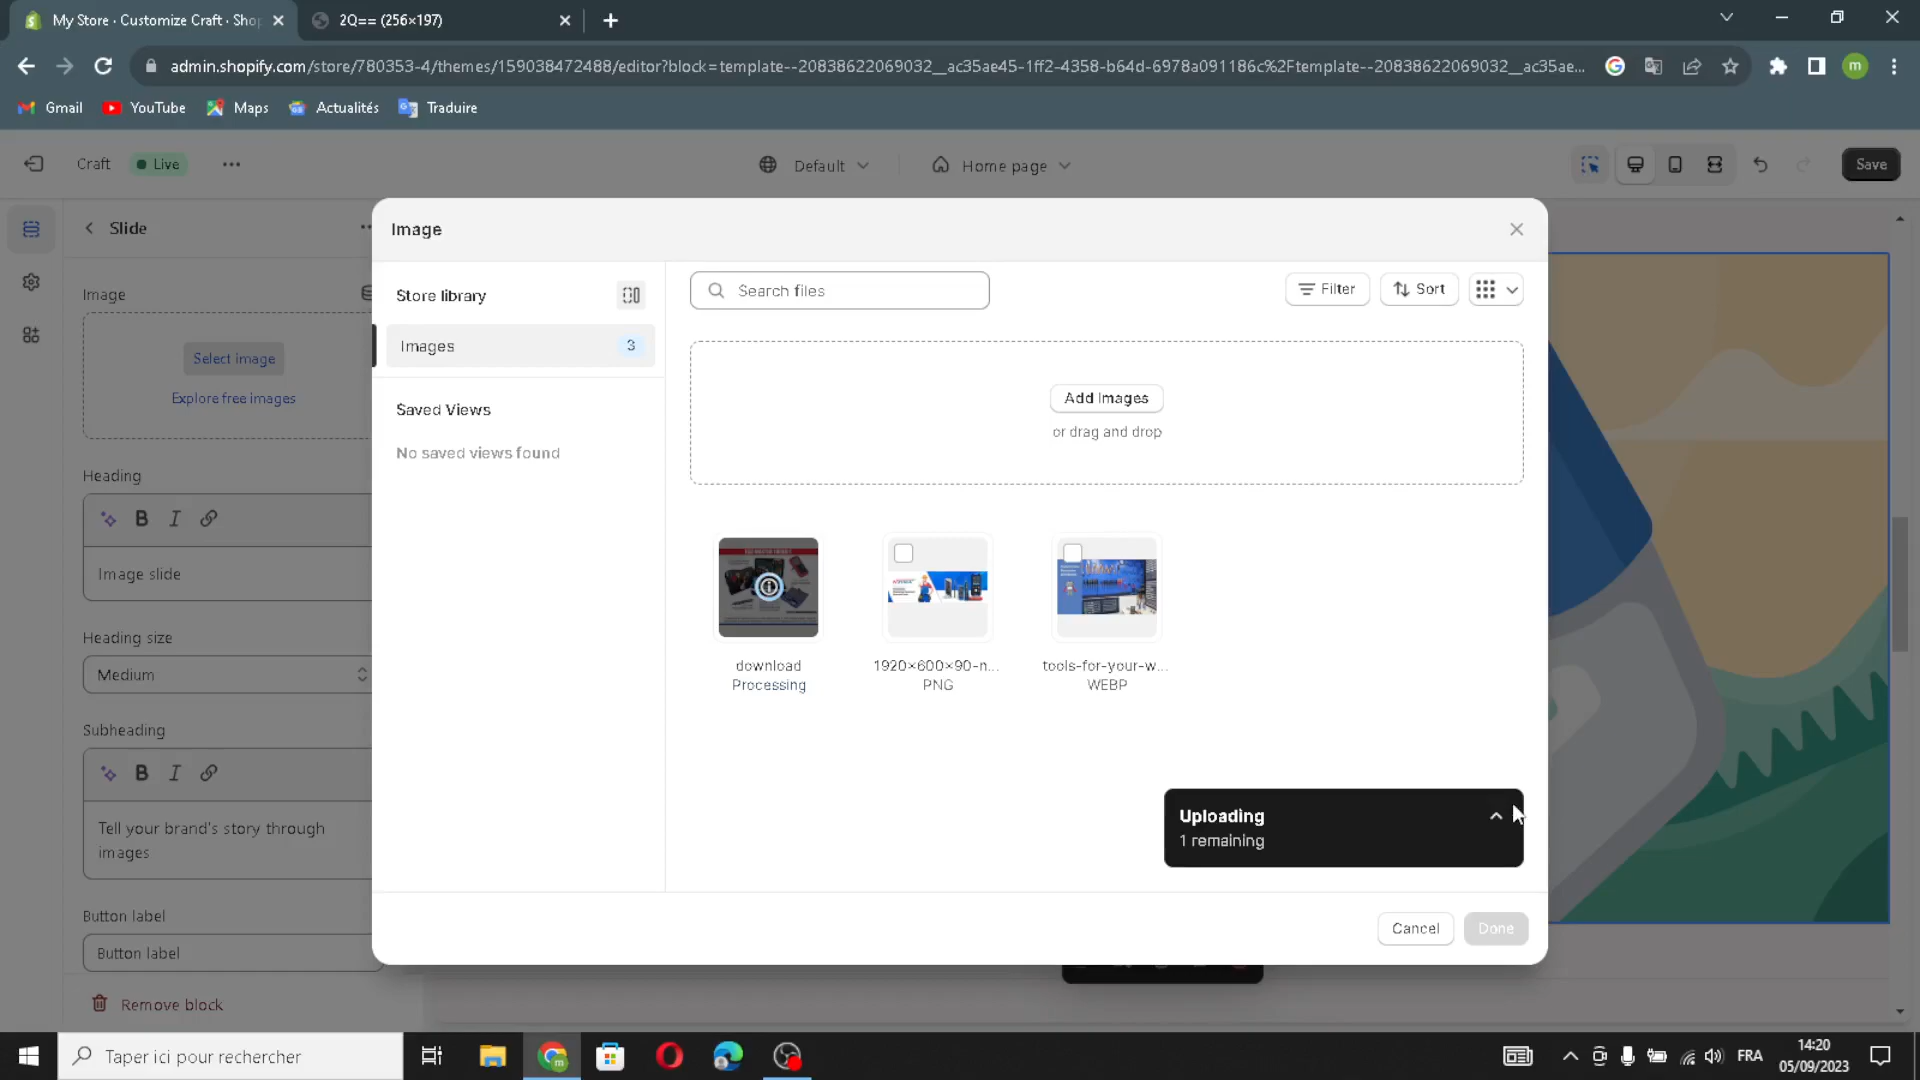 My Store · Customize Craft · Sho
2Q== (256×197)
admin.shopify.com/store/780353-4/themes/159038472488/editor?block=template--20838622069032__ac35ae45-1ff2-4358-b64d-6978a091186c%2Ftemplate--20838622069032__ac35ae...
Gmail
YouTube
Maps
Actualités
Traduire
Craft
Live
Default
Home page
Save
Slide
Image
Select image
Explore free images
Heading
Image slide
Heading size
Medium
Subheading
Tell your brand's story through
images
Button label
Button label
Remove block
Image
Store library
Images
3
Saved Views
No saved views found
Search files
Filter
Sort
Add Images
or drag and drop
download
Processing
1920×600×90-n...
PNG
tools-for-your-w...
WEBP
Uploading
1 remaining
Cancel
Done
Taper ici pour rechercher
FRA
14:20
05/09/2023